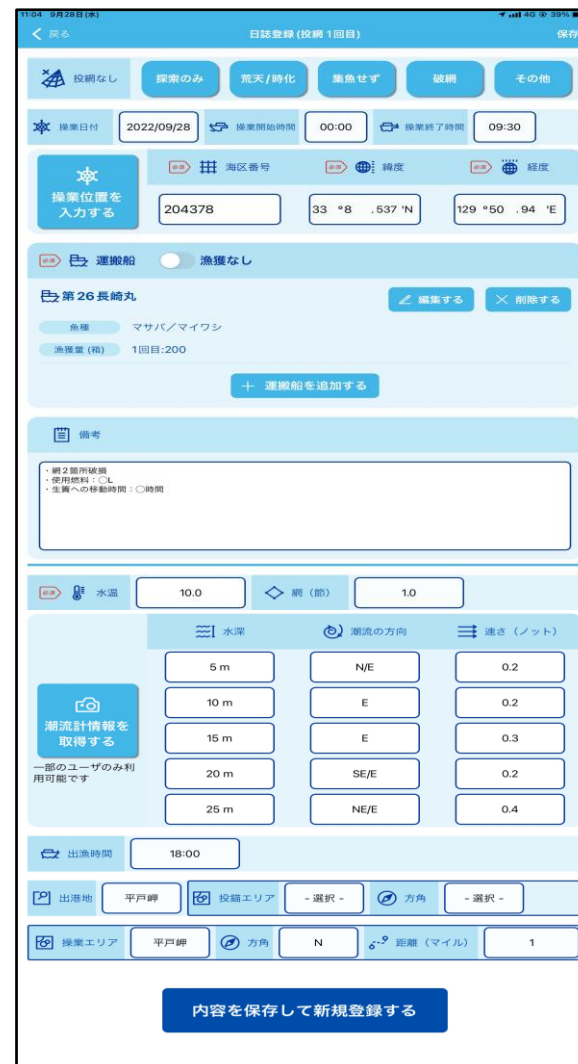 11:04 9月28日(水) 4G 39%
戻る 日誌登録(投網1回目) 保存
投網なし 探索のみ 荒天/時化 集魚せず 破網 その他
操業日付 2022/09/28 操業開始時間 00:00 操業終了時間 09:30
操業位置を入力する
必須 海区番号 必須 緯度 必須 経度
204378 33 °8 .537 'N 129 °50 .94 'E
必須 運搬船 漁獲なし
第26長崎丸 編集する 削除する
魚種 マサバ/マイワシ
漁獲量(箱) 1回目:200
運搬船を追加する
備考
・網2箇所破損
・使用燃料:〇L
・生簀への移動時間:〇時間
必須 水温 10.0 網(節) 1.0
水深 潮流の方向 速さ(ノット)
5 m N/E 0.2
10 m E 0.2
15 m E 0.3
20 m SE/E 0.2
25 m NE/E 0.4
潮流計情報を
取得する
一部のユーザのみ利
用可能です
出漁時間 18:00
出港地 平戸岬 投錨エリア - 選択 - 方角 - 選択 -
操業エリア 平戸岬 方角 N 距離(マイル) 1
内容を保存して新規登録する